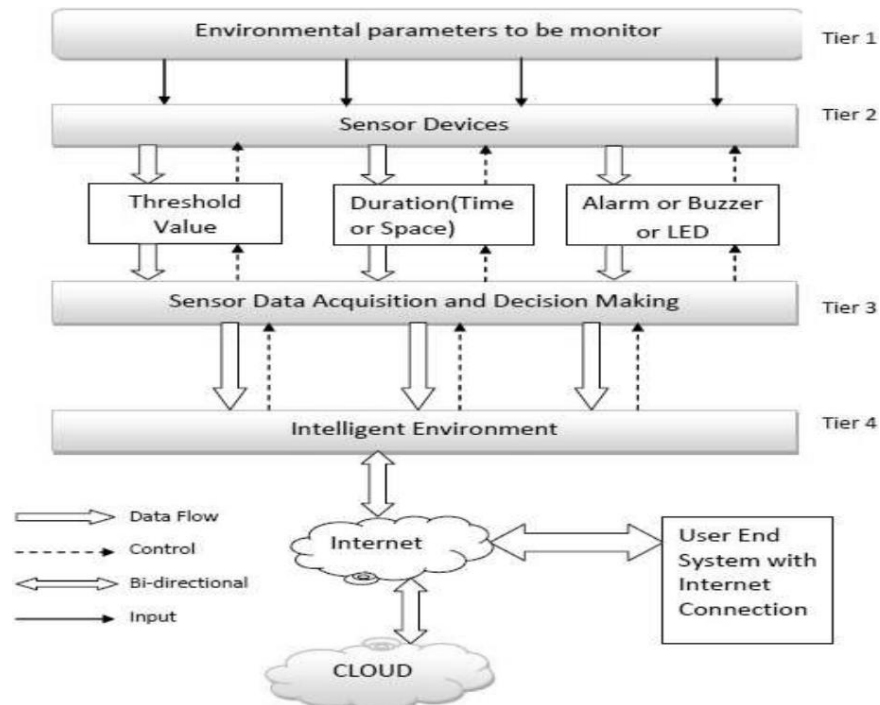 Environmental parameters to be monitor
Tier 1
Tier 2
Sensor Devices
Threshold
Value
Duration(Time
or Space)
Alarm or Buzzer
or LED
Sensor Data Acquisition and Decision Making
Tier 3
Intelligent Environment
Tier 4
Data Flow
Control
Bi-directional
Input
Internet
User End
System with
Internet
Connection
CLOUD